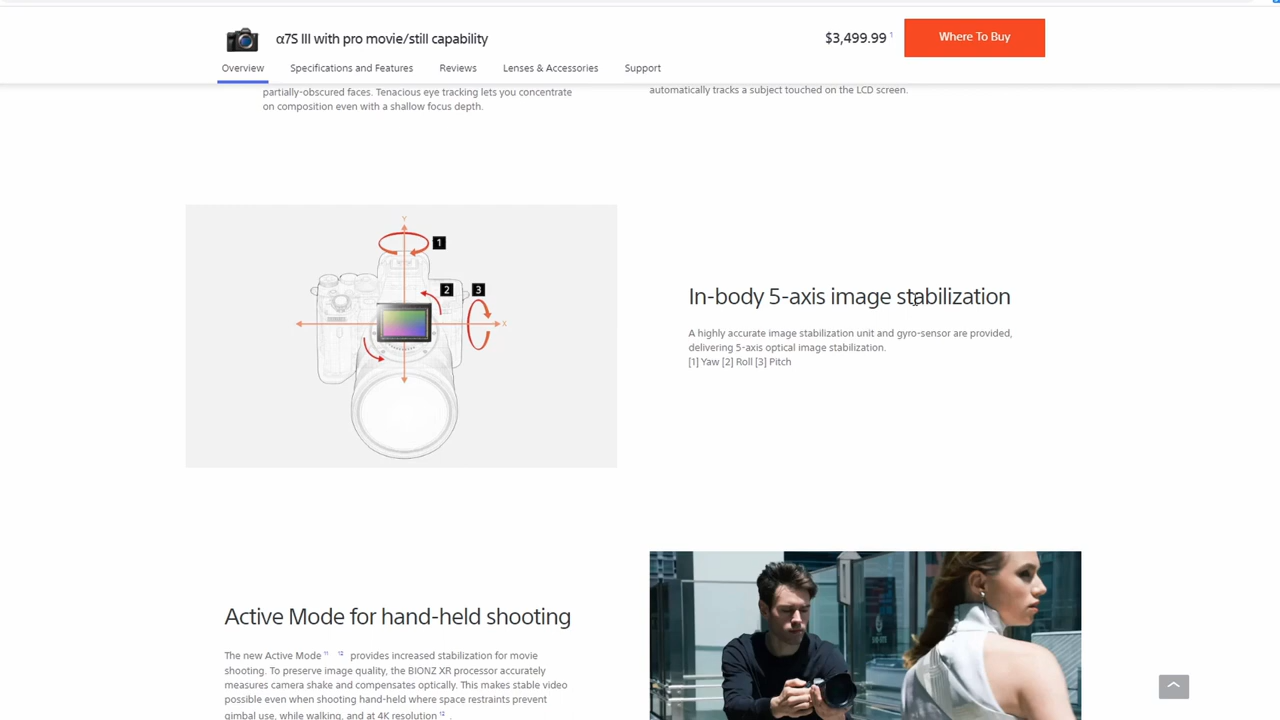 α7S III with pro movie/still capability
$3,499.99 1
Where To Buy
Overview
Specifications and Features
Reviews
Lenses & Accessories
Support
partially-obscured faces. Tenacious eye tracking lets you concentrate
on composition even with a shallow focus depth.
automatically tracks a subject touched on the LCD screen.
Y
1
2
3
X
In-body 5-axis image stabilization
A highly accurate image stabilization unit and gyro-sensor are provided,
delivering 5-axis optical image stabilization.
[1] Yaw [2] Roll [3] Pitch
Active Mode for hand-held shooting
The new Active Mode 11 12 provides increased stabilization for movie
shooting. To preserve image quality, the BIONZ XR processor accurately
measures camera shake and compensates optically. This makes stable video
possible even when shooting hand-held where space restraints prevent
gimbal use, while walking, and at 4K resolution 12 .